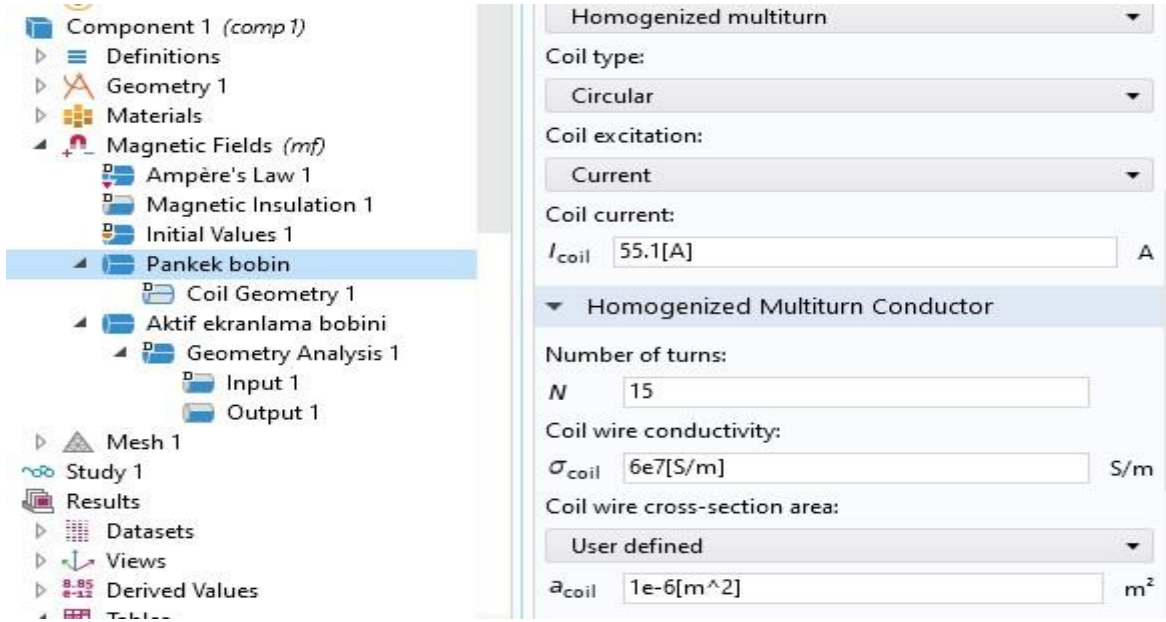 Component 1 (comp1)
Definitions
Geometry 1
Materials
Magnetic Fields (mf)
Ampère's Law 1
Magnetic Insulation 1
Initial Values 1
Pankek bobin
Coil Geometry 1
Aktif ekranlama bobini
Geometry Analysis 1
Input 1
Output 1
Mesh 1
Study 1
Results
Datasets
Views
8.85
e-12 Derived Values
Tables
Homogenized multiturn
Coil type:
Circular
Coil excitation:
Current
Coil current:
Icoil 55.1[A] A
Homogenized Multiturn Conductor
Number of turns:
N 15
Coil wire conductivity:
σcoil 6e7[S/m] S/m
Coil wire cross-section area:
User defined
acoil 1e-6[m^2] m²